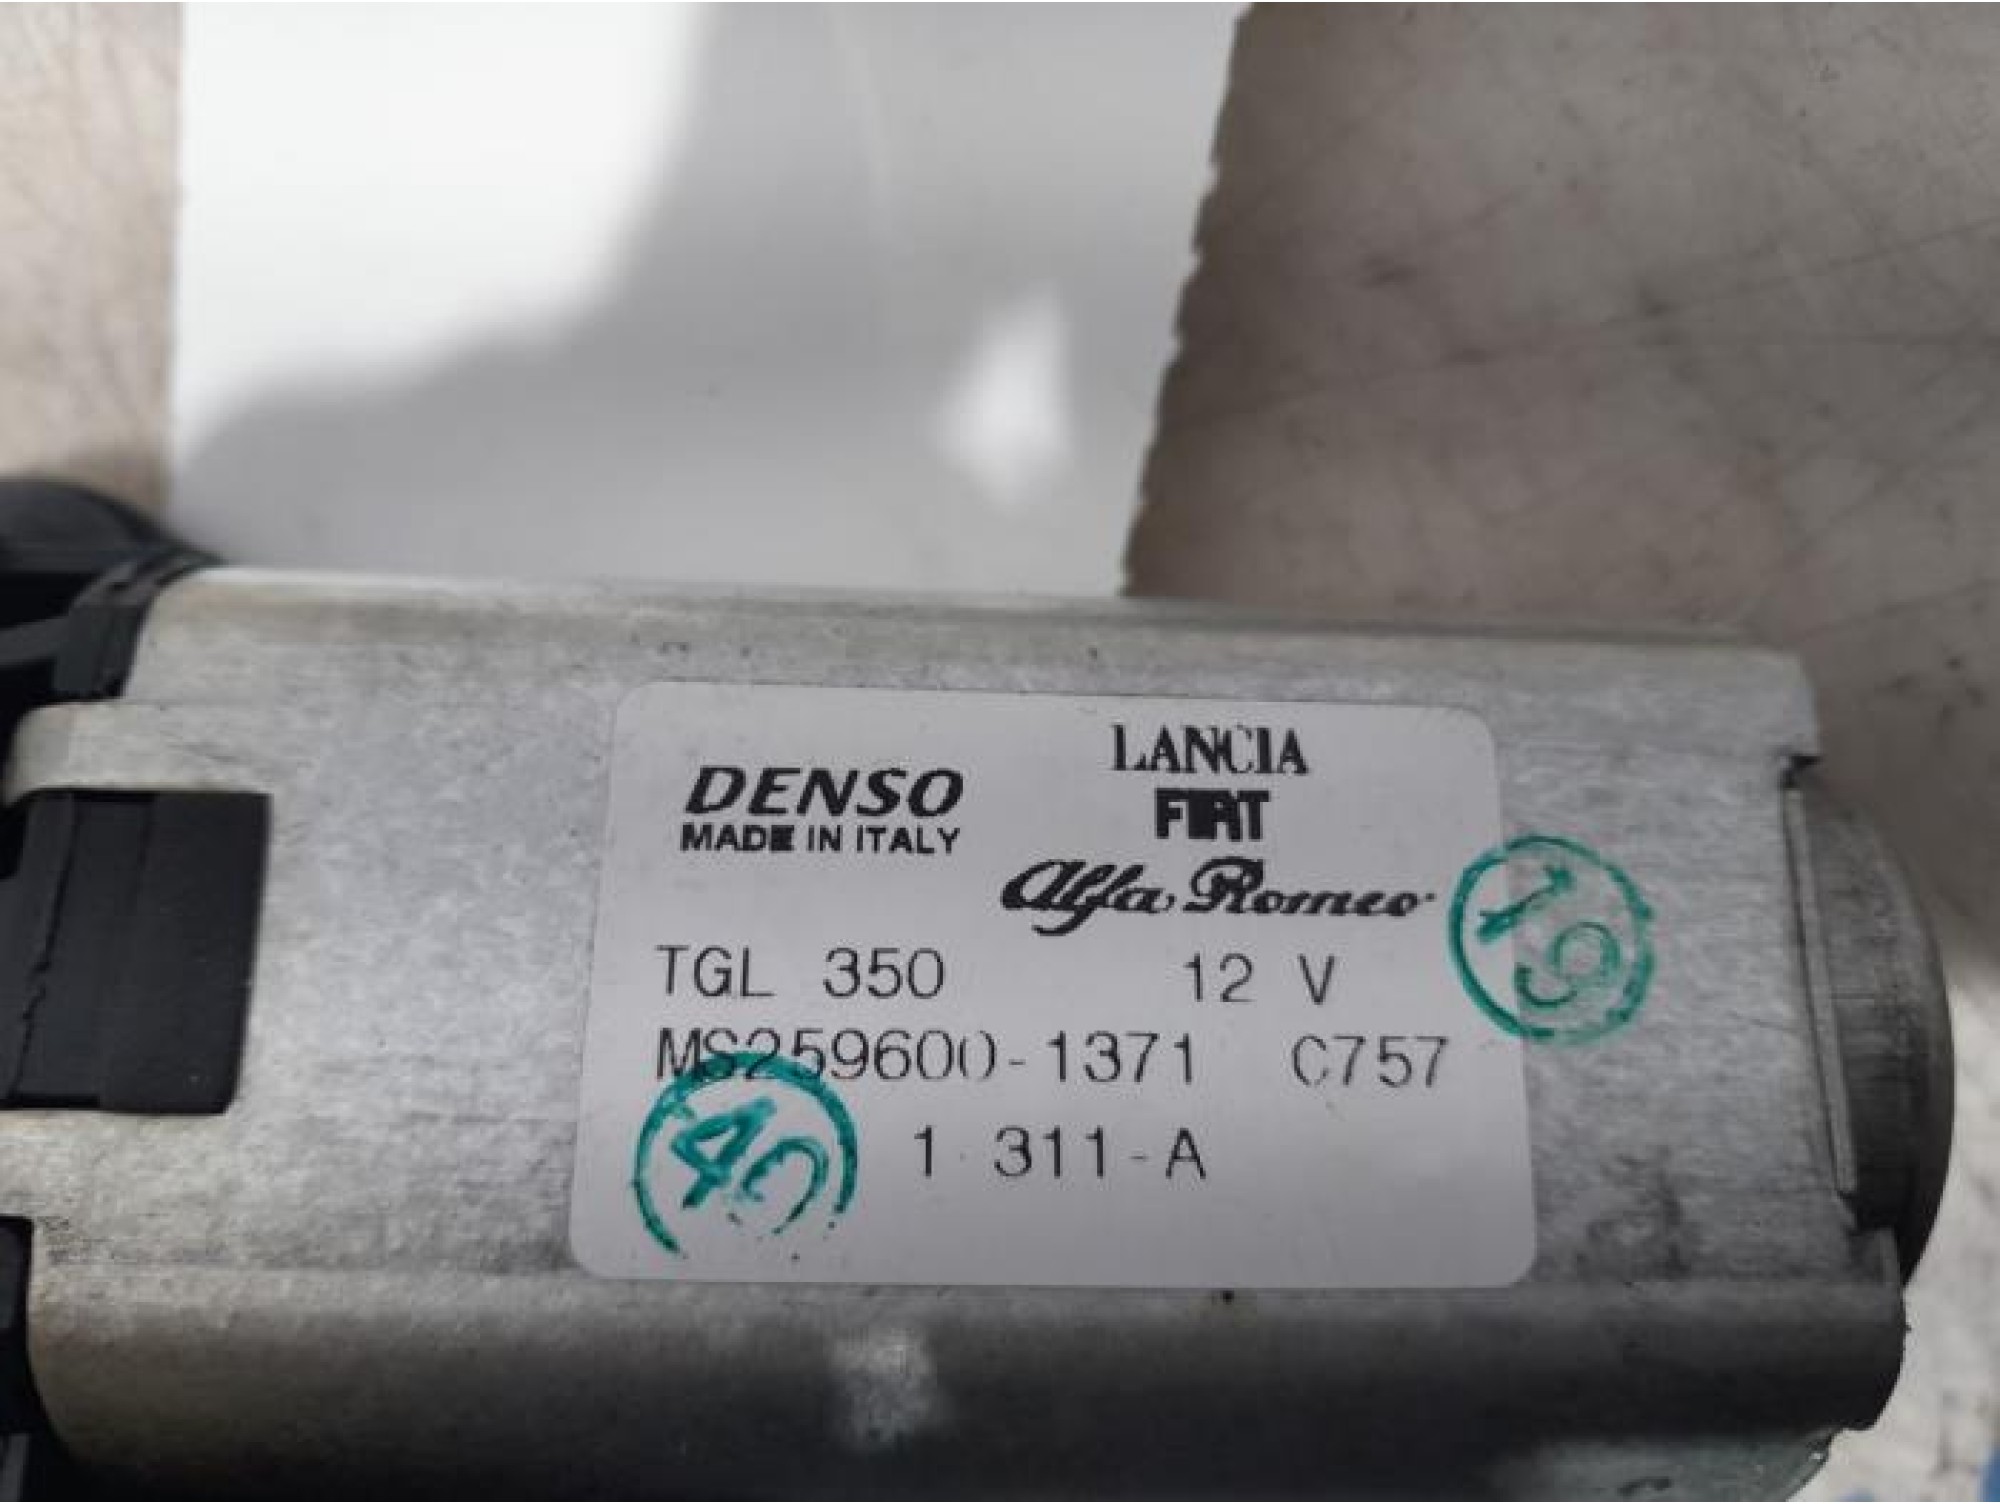 LANCIA
DENSO
FIAT
MADE IN ITALY
Alfa Romeo
19
TGL 350 12 V
MS259600-1371 C757
40
1 311-A